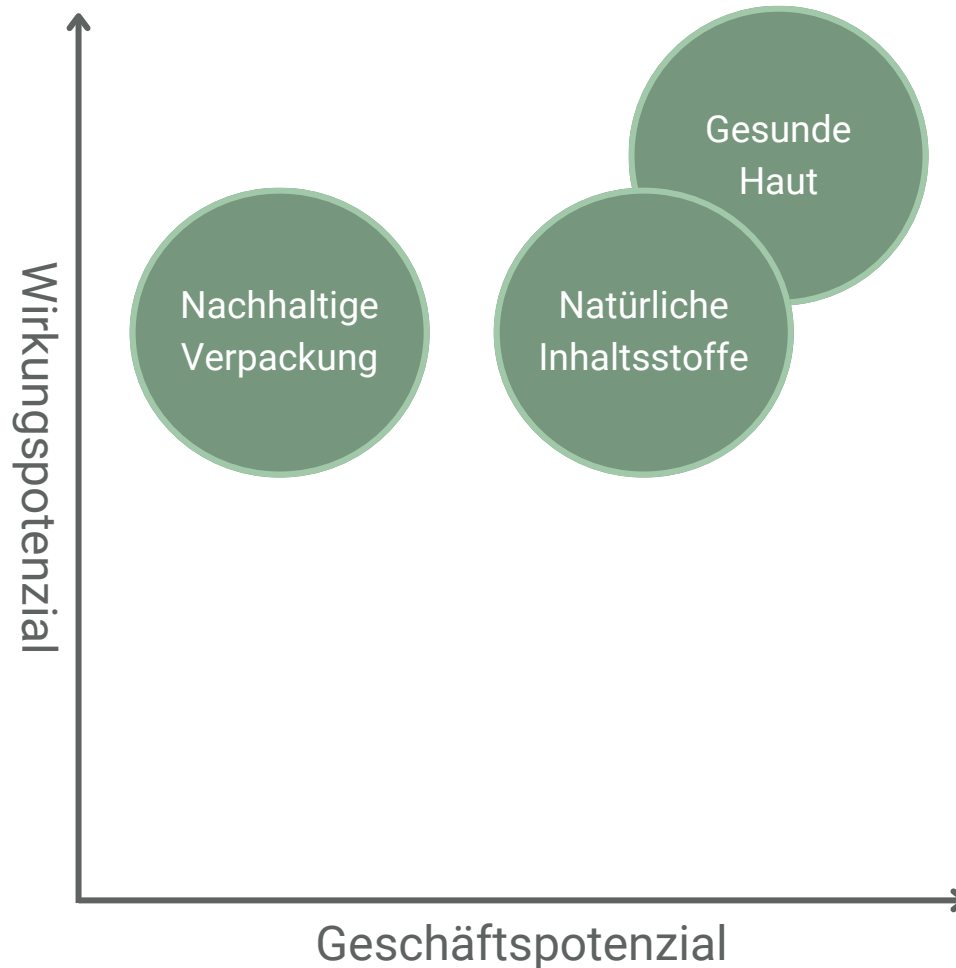 Gesunde
Haut
Nachhaltige
Verpackung
Natürliche
Inhaltsstoffe
Wirkungspotenzial
Geschäftspotenzial